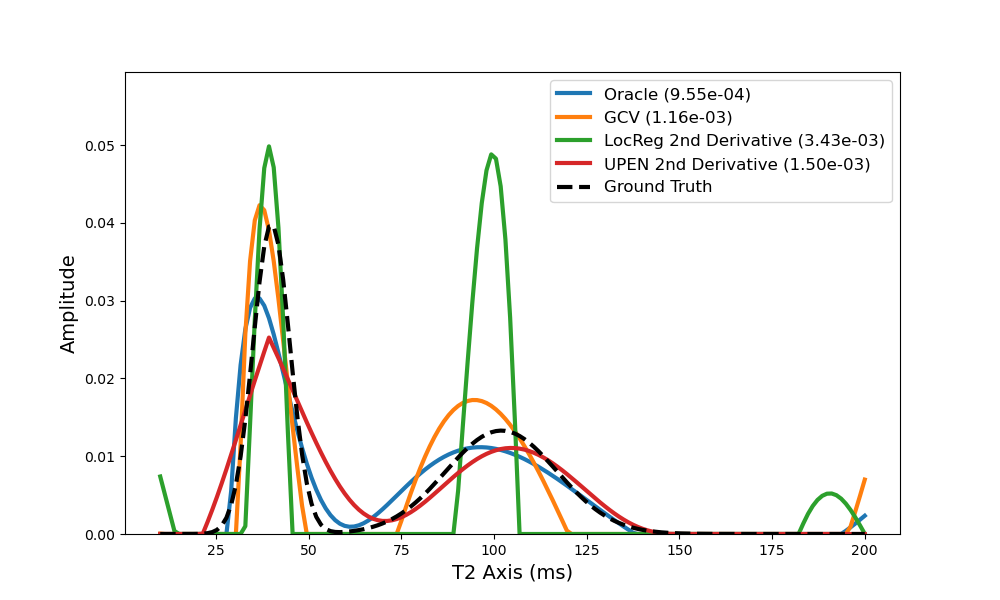 Oracle (9.55e-04)
GCV (1.16e-03)
LocReg 2nd Derivative (3.43e-03)
UPEN 2nd Derivative (1.50e-03)
Ground Truth
Amplitude
0.05
0.04
0.03
0.02
0.01
0.00
25 50 75 100 125 150 175 200
T2 Axis (ms)